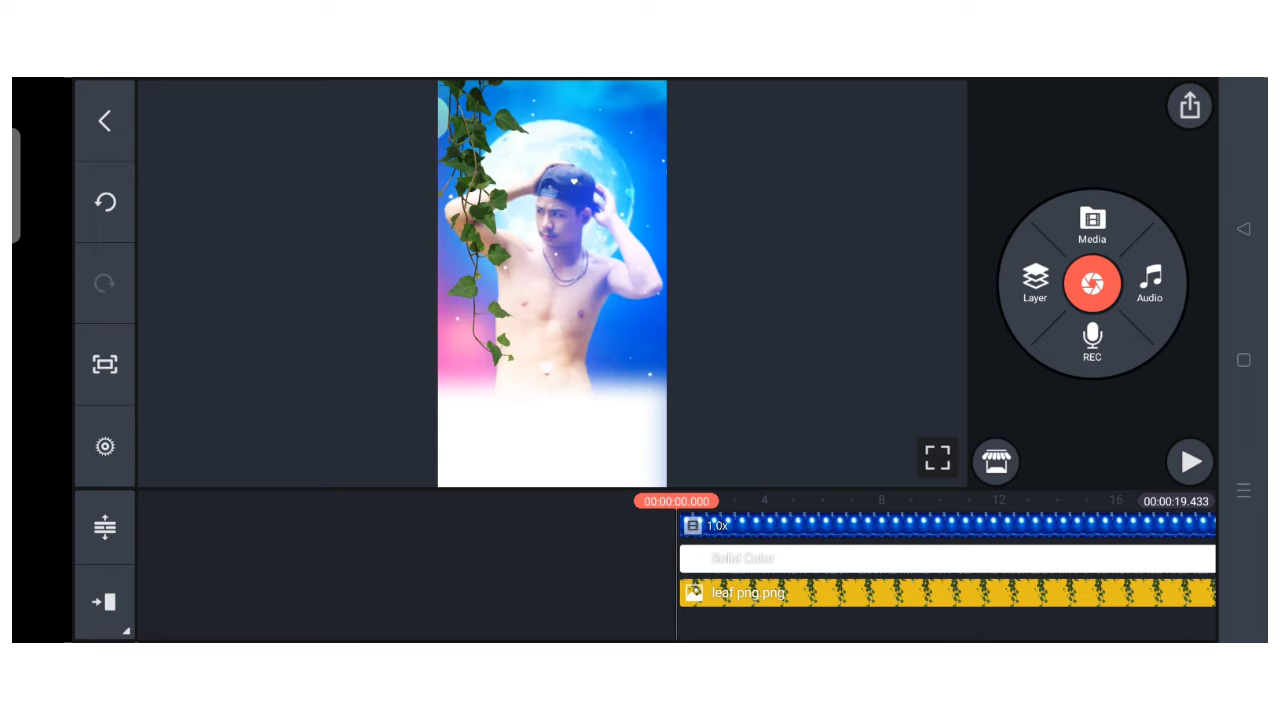 Media
Layer
Audio
REC
00:00:00.000
4
8
12
16
00:00:19.433
1.0x
Solid Color
leaf png.png